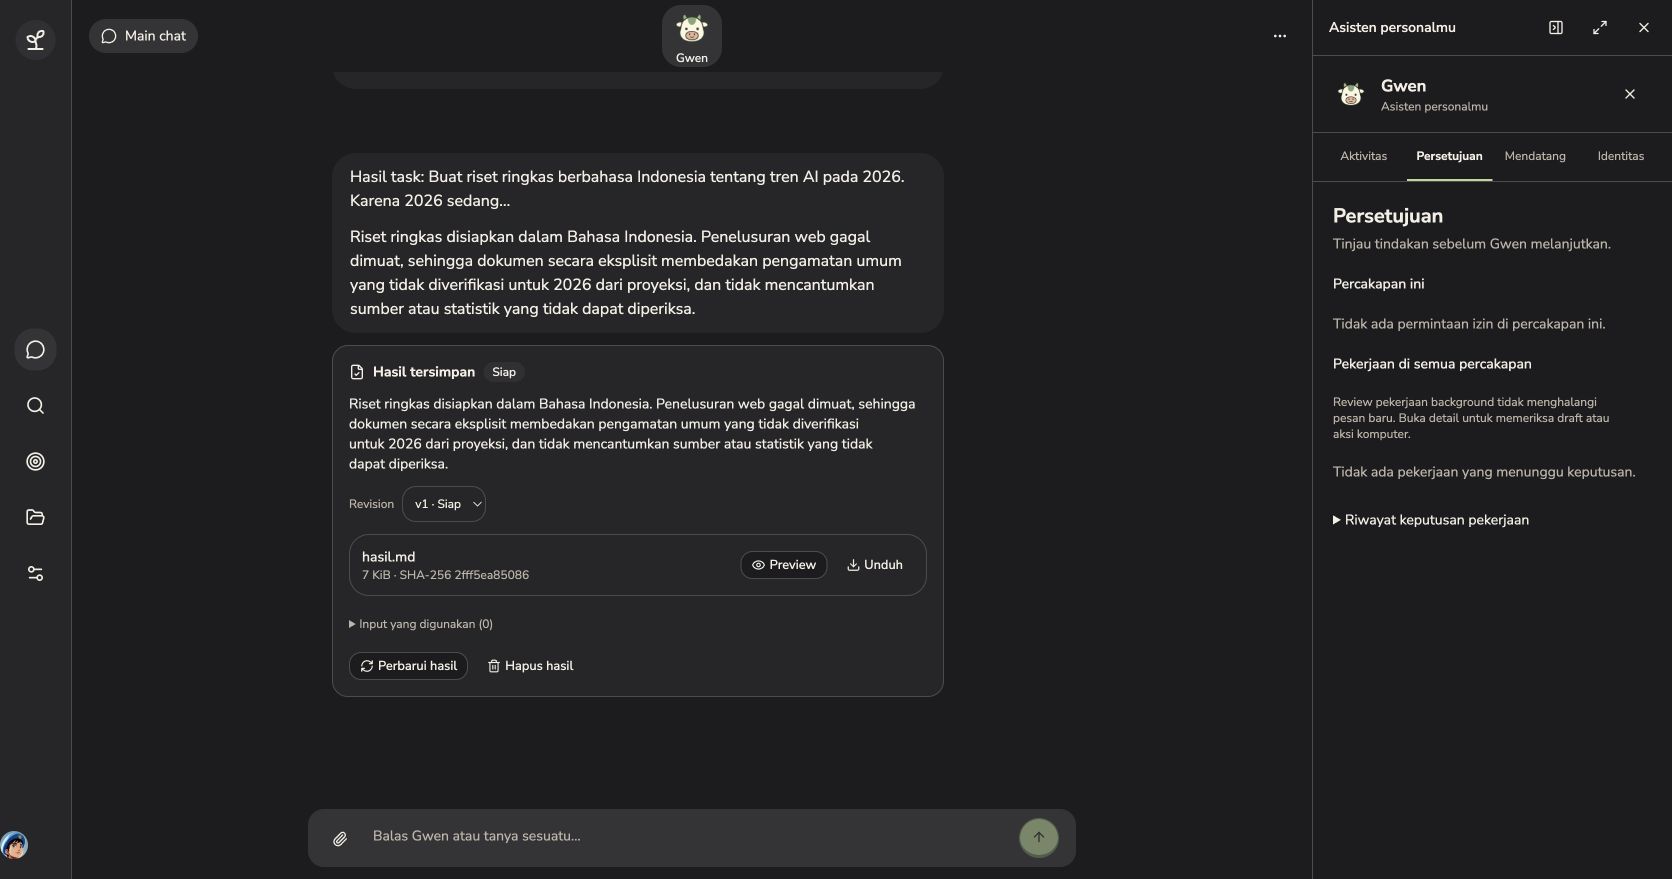 Main chat
Gwen
Hasil task: Buat riset ringkas berbahasa Indonesia tentang tren AI pada 2026.
Karena 2026 sedang...
Riset ringkas disiapkan dalam Bahasa Indonesia. Penelusuran web gagal
dimuat, sehingga dokumen secara eksplisit membedakan pengamatan umum
yang tidak diverifikasi untuk 2026 dari proyeksi, dan tidak mencantumkan
sumber atau statistik yang tidak dapat diperiksa.
Hasil tersimpan
Siap
Riset ringkas disiapkan dalam Bahasa Indonesia. Penelusuran web gagal dimuat, sehingga
dokumen secara eksplisit membedakan pengamatan umum yang tidak diverifikasi
untuk 2026 dari proyeksi, dan tidak mencantumkan sumber atau statistik yang tidak
dapat diperiksa.
Revision
v1 · Siap
hasil.md
7 KiB · SHA-256 2fff5ea85086
Preview
Unduh
Input yang digunakan (0)
Perbarui hasil
Hapus hasil
Balas Gwen atau tanya sesuatu...
Asisten personalmu
Gwen
Asisten personalmu
Aktivitas
Persetujuan
Mendatang
Identitas
Persetujuan
Tinjau tindakan sebelum Gwen melanjutkan.
Percakapan ini
Tidak ada permintaan izin di percakapan ini.
Pekerjaan di semua percakapan
Review pekerjaan background tidak menghalangi
pesan baru. Buka detail untuk memeriksa draft atau
aksi komputer.
Tidak ada pekerjaan yang menunggu keputusan.
Riwayat keputusan pekerjaan